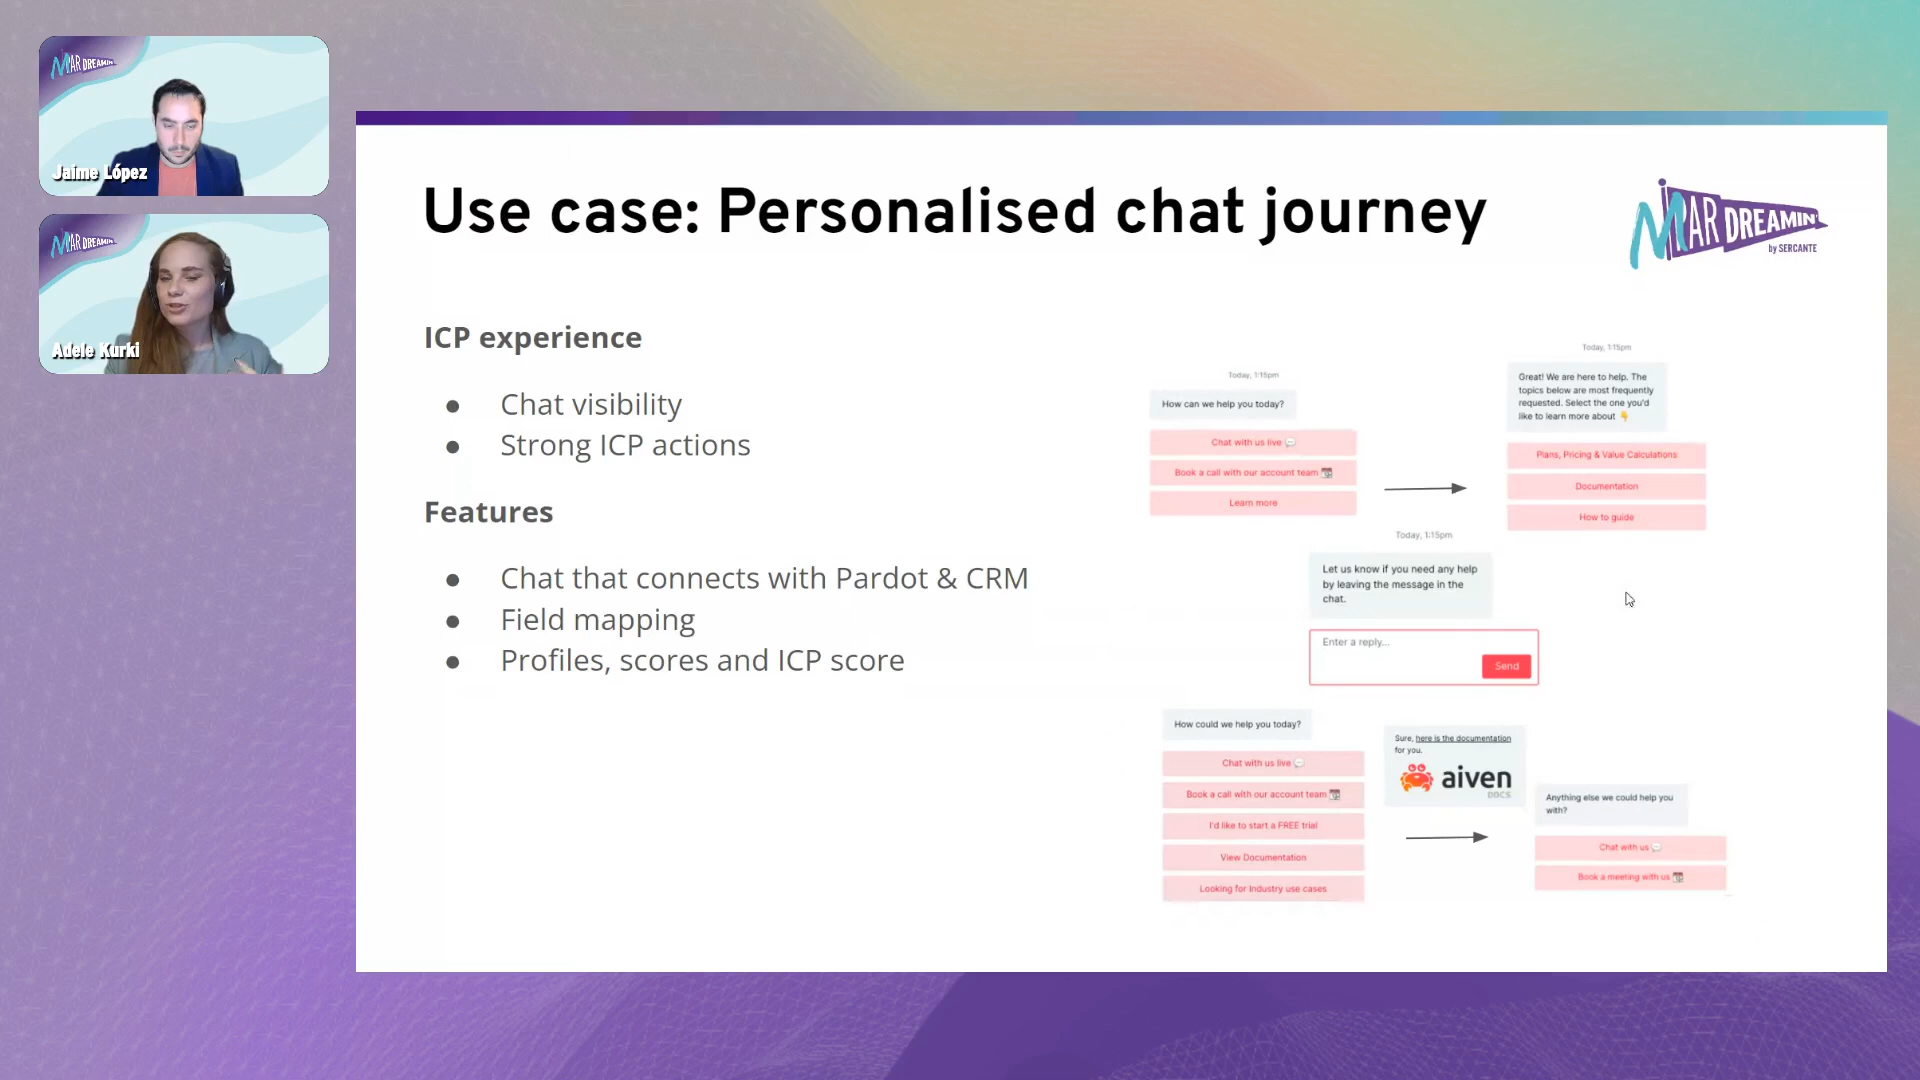 MAR DREAMIN'
Jaime López
MAR DREAMIN'
Adele Kurki
Use case: Personalised chat journey
MAR DREAMIN'
by SERCANTE
ICP experience
● Chat visibility
● Strong ICP actions
Features
● Chat that connects with Pardot & CRM
● Field mapping
● Profiles, scores and ICP score
Today, 1:15pm
How can we help you today?
Chat with us live 💬
Book a call with our account team 📆
Learn more
Today, 1:15pm
Great! We are here to help. The
topics below are most frequently
requested. Select the one you'd
like to learn more about 👇
Plans, Pricing & Value Calculations
Documentation
How to guide
Today, 1:15pm
Let us know if you need any help
by leaving the message in the
chat.
Enter a reply...
Send
How could we help you today?
Chat with us live 💬
Book a call with our account team 📆
I'd like to start a FREE trial
View Documentation
Looking for Industry use cases
Sure, here is the documentation
for you.
aiven
DOCS
Anything else we could help you
with?
Chat with us 💬
Book a meeting with us 📆